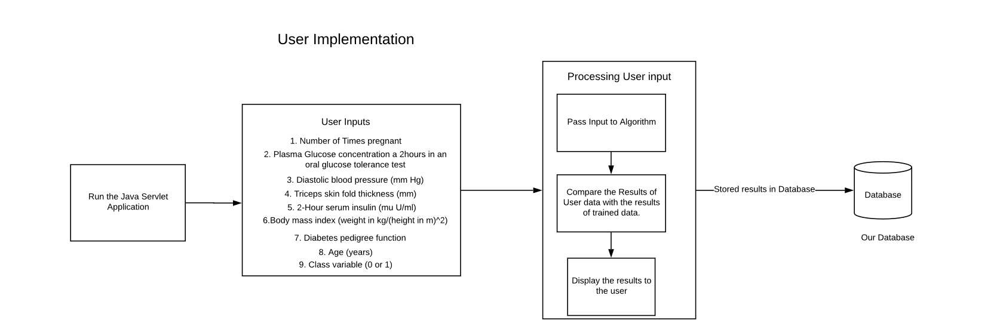 User Implementation
Run the Java Servlet
Application
User Inputs
1. Number of Times pregnant
2. Plasma Glucose concentration a 2hours in an
oral glucose tolerance test
3. Diastolic blood pressure (mm Hg)
4. Triceps skin fold thickness (mm)
5. 2-Hour serum insulin (mu U/ml)
6.Body mass index (weight in kg/(height in m)^2)
7. Diabetes pedigree function
8. Age (years)
9. Class variable (0 or 1)
Processing User input
Pass Input to Algorithm
Compare the Results of
User data with the results
of trained data.
Display the results to
the user
Stored results in Database
Database
Our Database